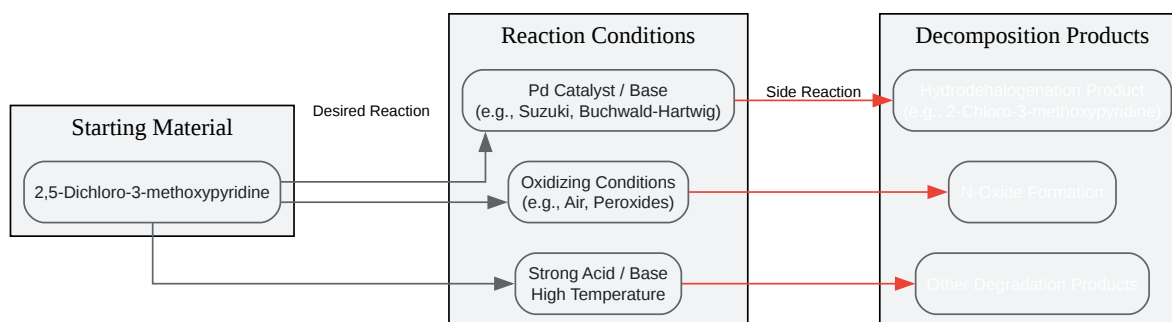 Starting Material
2,5-Dichloro-3-methoxypyridine
Desired Reaction
Reaction Conditions
Pd Catalyst / Base
(e.g., Suzuki, Buchwald-Hartwig)
Oxidizing Conditions
(e.g., Air, Peroxides)
Strong Acid / Base
High Temperature
Side Reaction
Decomposition Products
Hydrodehalogenation Product
(e.g., 2-Chloro-3-methoxypyridine)
N-Oxide Formation
Other Degradation Products